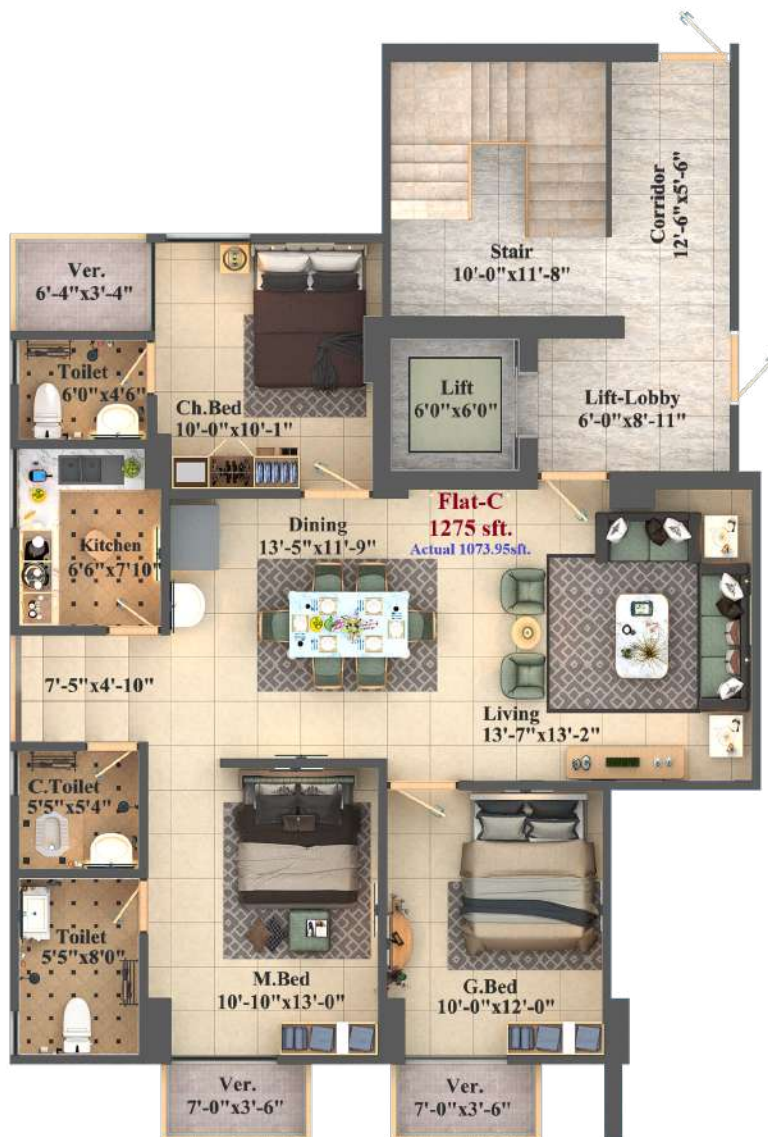 Corridor
12'-6"x5'-6"
Stair
10'-0"x11'-8"
Ver.
6'-4"x3'-4"
Toilet
6'0"x4'6"
Ch.Bed
10'-0"x10'-1"
Lift
6'0"x6'0"
Lift-Lobby
6'-0"x8'-11"
Flat-C
1275 sft.
Actual 1073.95sft.
Dining
13'-5"x11'-9"
Kitchen
6'6"x7'10"
7'-5"x4'-10"
Living
13'-7"x13'-2"
C.Toilet
5'5"x5'4"
Toilet
5'5"x8'0"
M.Bed
10'-10"x13'-0"
G.Bed
10'-0"x12'-0"
Ver.
7'-0"x3'-6"
Ver.
7'-0"x3'-6"